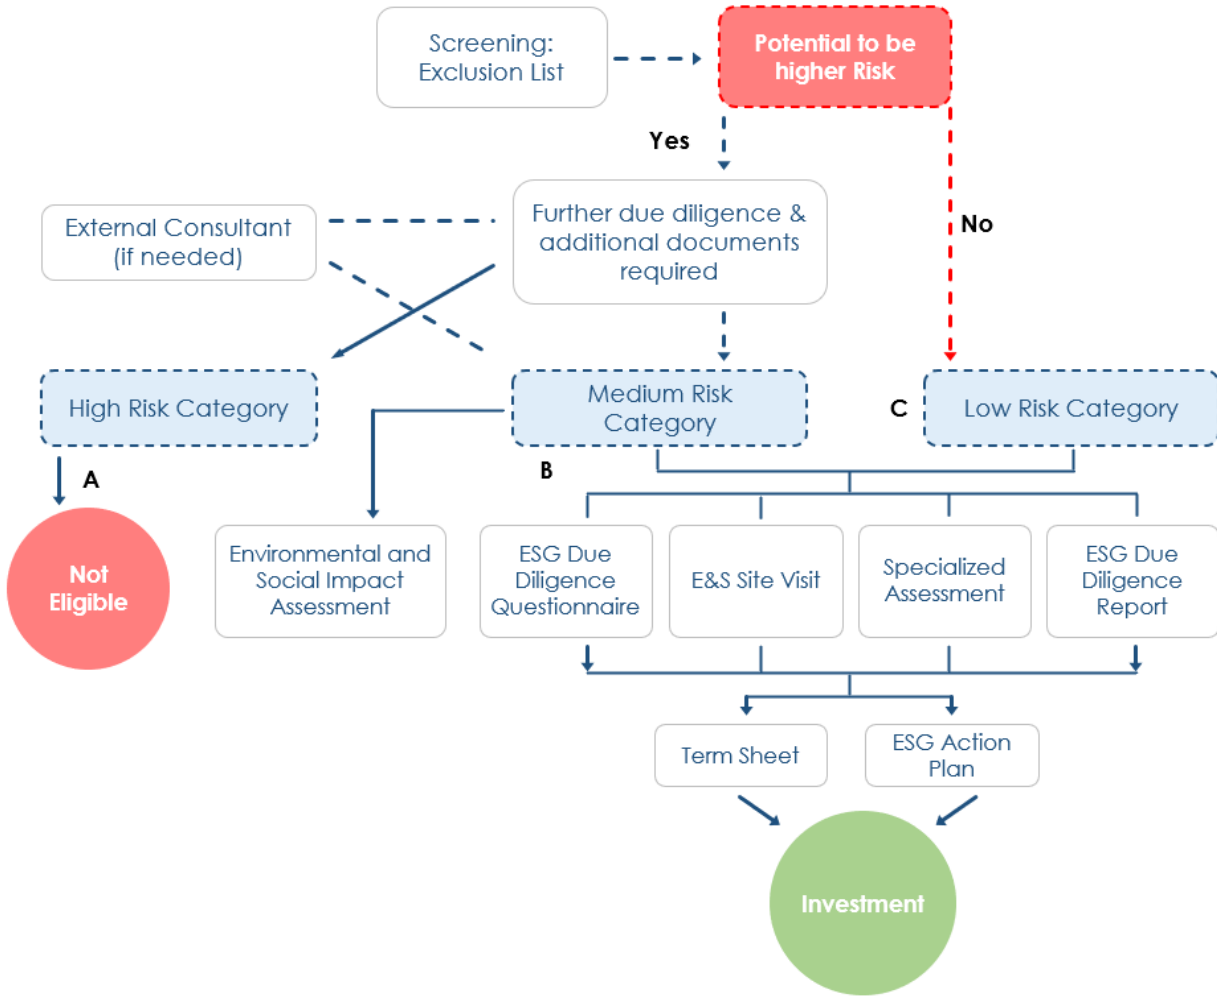 Screening:
Exclusion List
Potential to be
higher Risk
Yes
No
External Consultant
(if needed)
Further due diligence &
additional documents
required
High Risk Category
Medium Risk
Category
C
Low Risk Category
A
B
Not
Eligible
Environmental and
Social Impact
Assessment
ESG Due
Diligence
Questionnaire
E&S Site Visit
Specialized
Assessment
ESG Due
Diligence
Report
Term Sheet
ESG Action
Plan
Investment